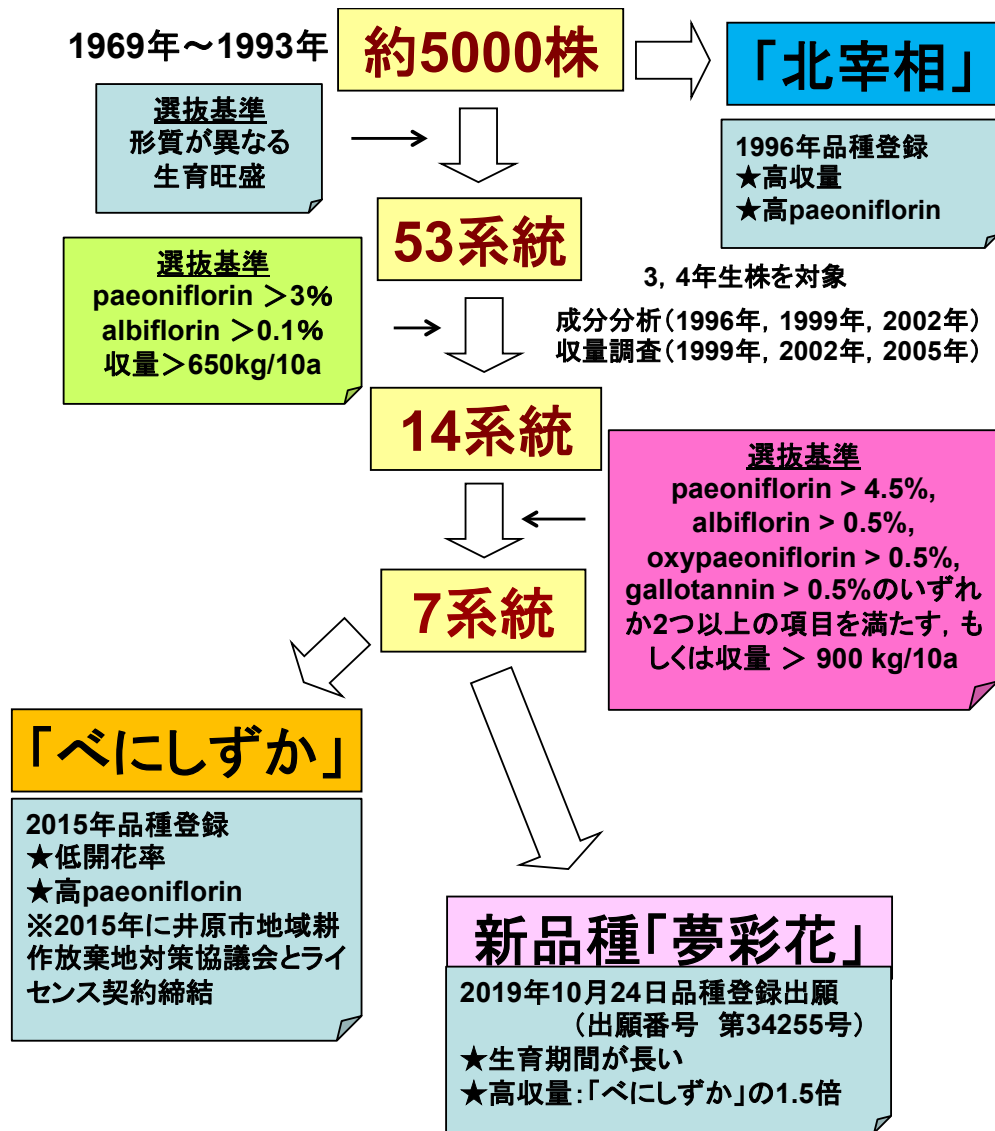 1969年～1993年
約5000株
「北宰相」
選抜基準
形質が異なる
生育旺盛
1996年品種登録
★高収量
★高paeoniflorin
53系統
選抜基準
paeoniflorin ＞3%
albiflorin ＞0.1%
収量＞650kg/10a
3，4年生株を対象
成分分析（1996年，1999年，2002年）
収量調査（1999年，2002年，2005年）
14系統
選抜基準
paeoniflorin > 4.5%,
albiflorin > 0.5%,
oxypaeoniflorin > 0.5%,
gallotannin > 0.5%のいずれ
か2つ以上の項目を満たす，も
しくは収量 ＞ 900 kg/10a
7系統
「べにしずか」
2015年品種登録
★低開花率
★高paeoniflorin
※2015年に井原市地域耕
作放棄地対策協議会とライ
センス契約締結
新品種「夢彩花」
2019年10月24日品種登録出願
（出願番号　第34255号）
★生育期間が長い
★高収量：「べにしずか」の1.5倍